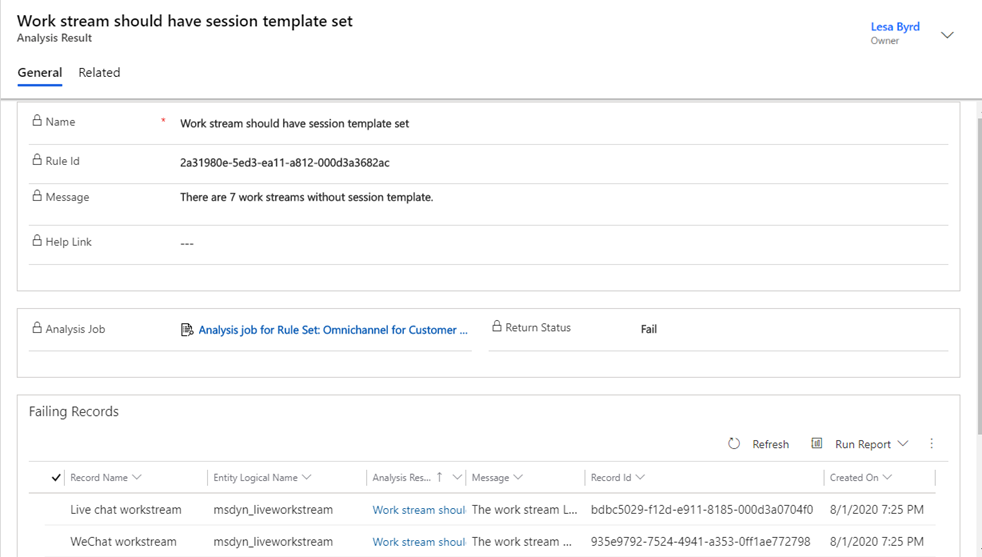 Work stream should have session template set
Analysis Result
Lesa Byrd
Owner
General Related
Name * Work stream should have session template set
Rule Id 2a31980e-5ed3-ea11-a812-000d3a3682ac
Message There are 7 work streams without session template.
Help Link ---
Analysis Job Analysis job for Rule Set: Omnichannel for Customer ... Return Status Fail
Failing Records
Refresh Run Report
Record Name Entity Logical Name Analysis Res... Message Record Id Created On
Live chat workstream msdyn_liveworkstream Work stream shoul The work stream L... bdbc5029-f12d-e911-8185-000d3a0704f0 8/1/2020 7:25 PM
WeChat workstream msdyn_liveworkstream Work stream shoul The work stream ... 935e9792-7524-4941-a353-0ff1ae772798 8/1/2020 7:25 PM